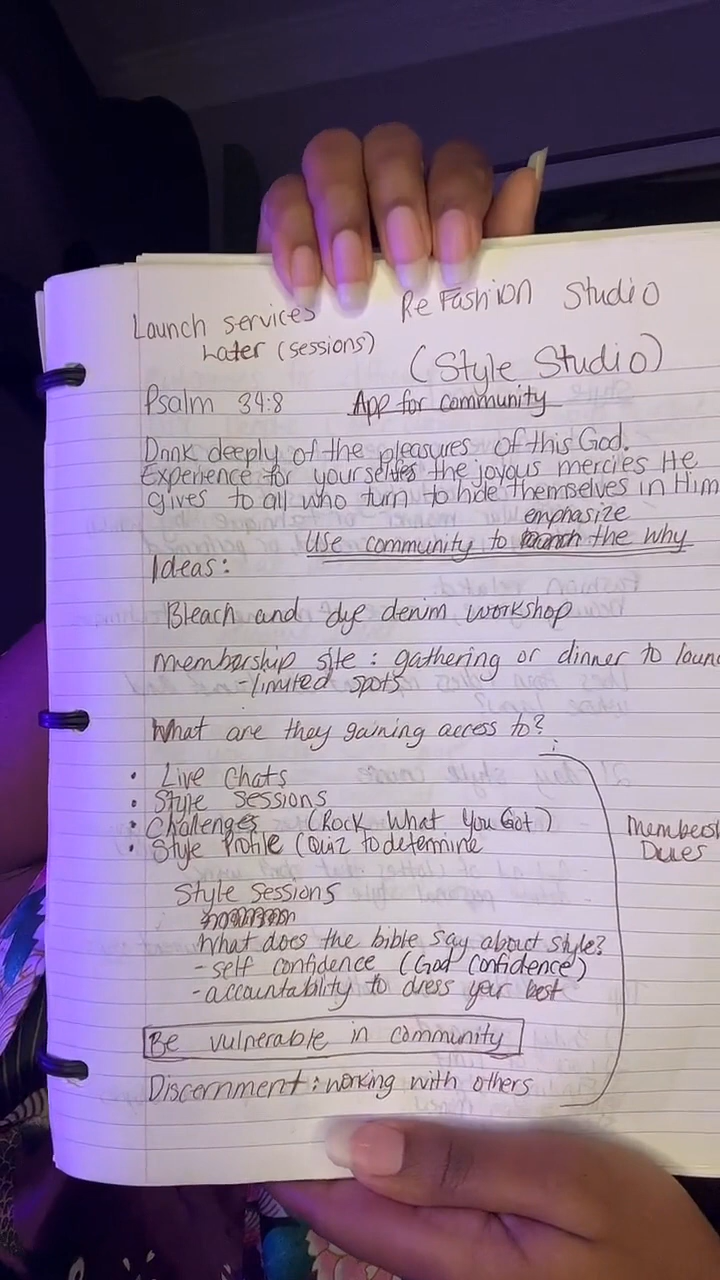 Launch services
ReFashion Studio
Later (sessions)
(Style Studio)
Psalm 34:8
App for community
Drink deeply of the pleasures of this God.
Experience for yourselves the joyous mercies He
gives to all who turn to hide themselves in Him
emphasize
Use community to the why
Ideas:
Bleach and dye denim workshop
membership site : gathering or dinner to laun
-limited spots
What are they gaining access to?
• Live Chats
• Style Sessions
• Challenges (Rock What You Got)
• Style Profile (Quiz to determine
Membersh
Dues
Style Sessions
What does the bible say about style?
- self confidence (God confidence)
- accountability to dress your best
Be vulnerable in community
Discernment : working with others